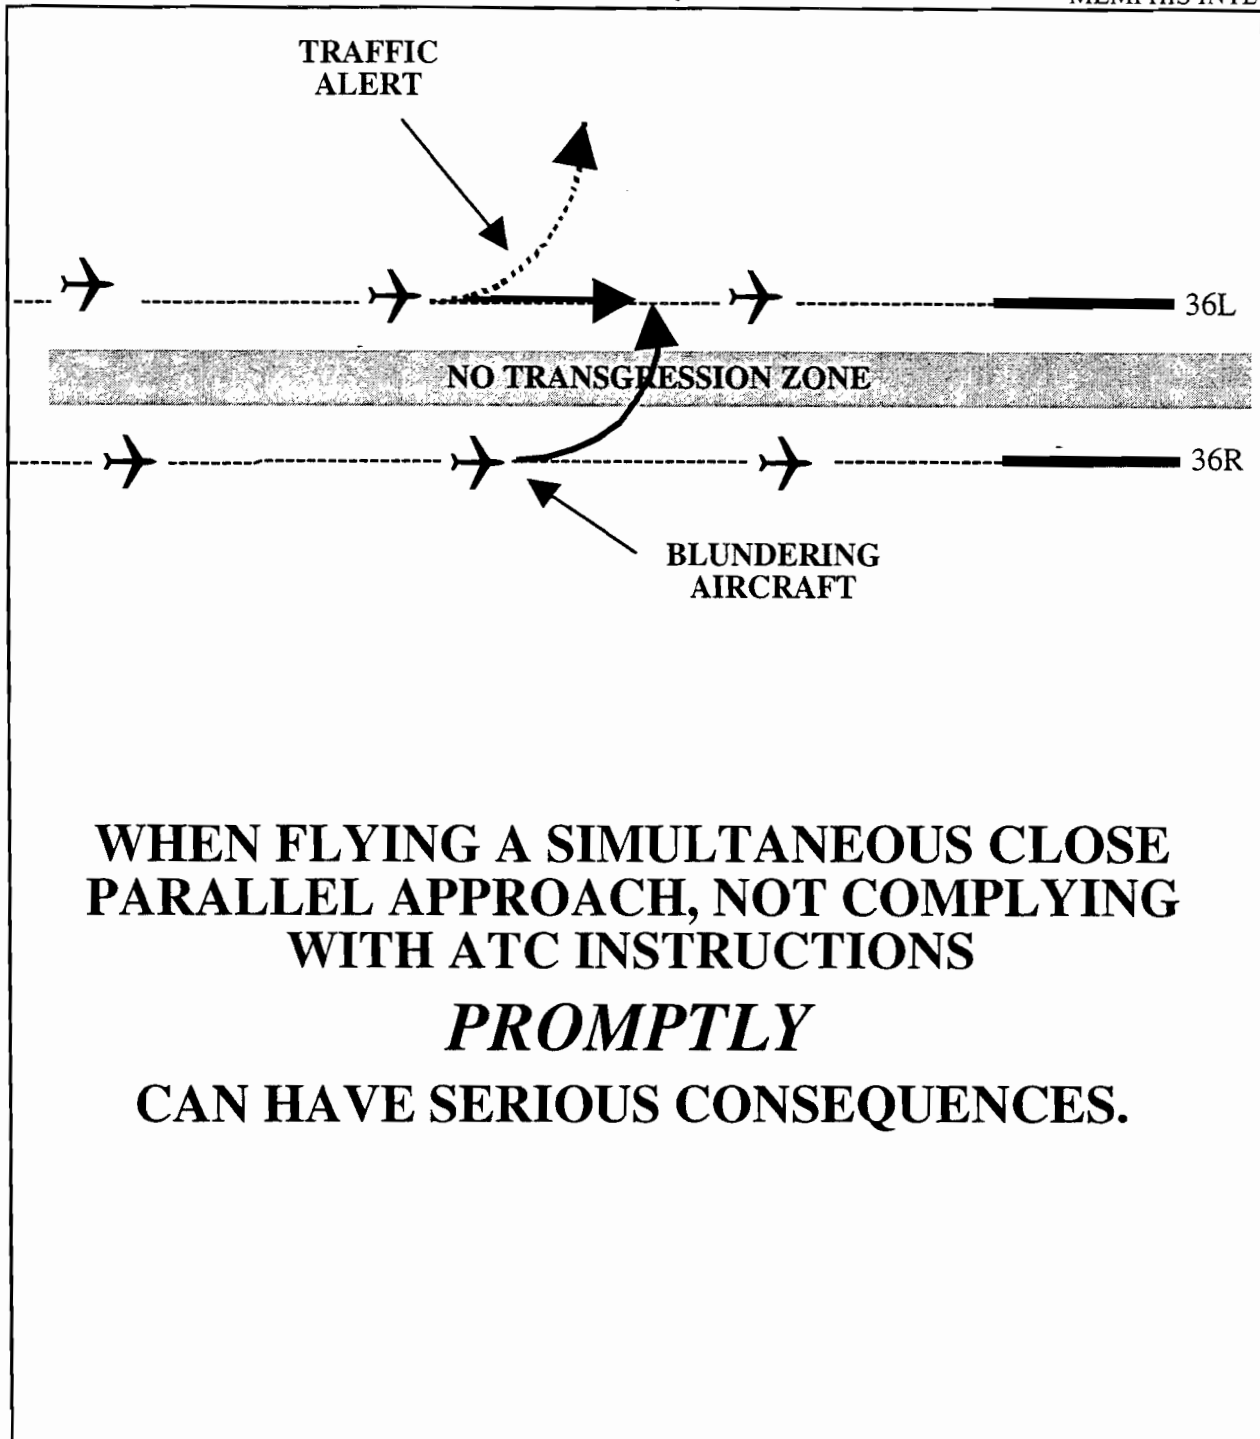 TRAFFIC
ALERT
36L
NO TRANSGRESSION ZONE
36R
BLUNDERING
AIRCRAFT
WHEN FLYING A SIMULTANEOUS CLOSE
PARALLEL APPROACH, NOT COMPLYING
WITH ATC INSTRUCTIONS
PROMPTLY
CAN HAVE SERIOUS CONSEQUENCES.